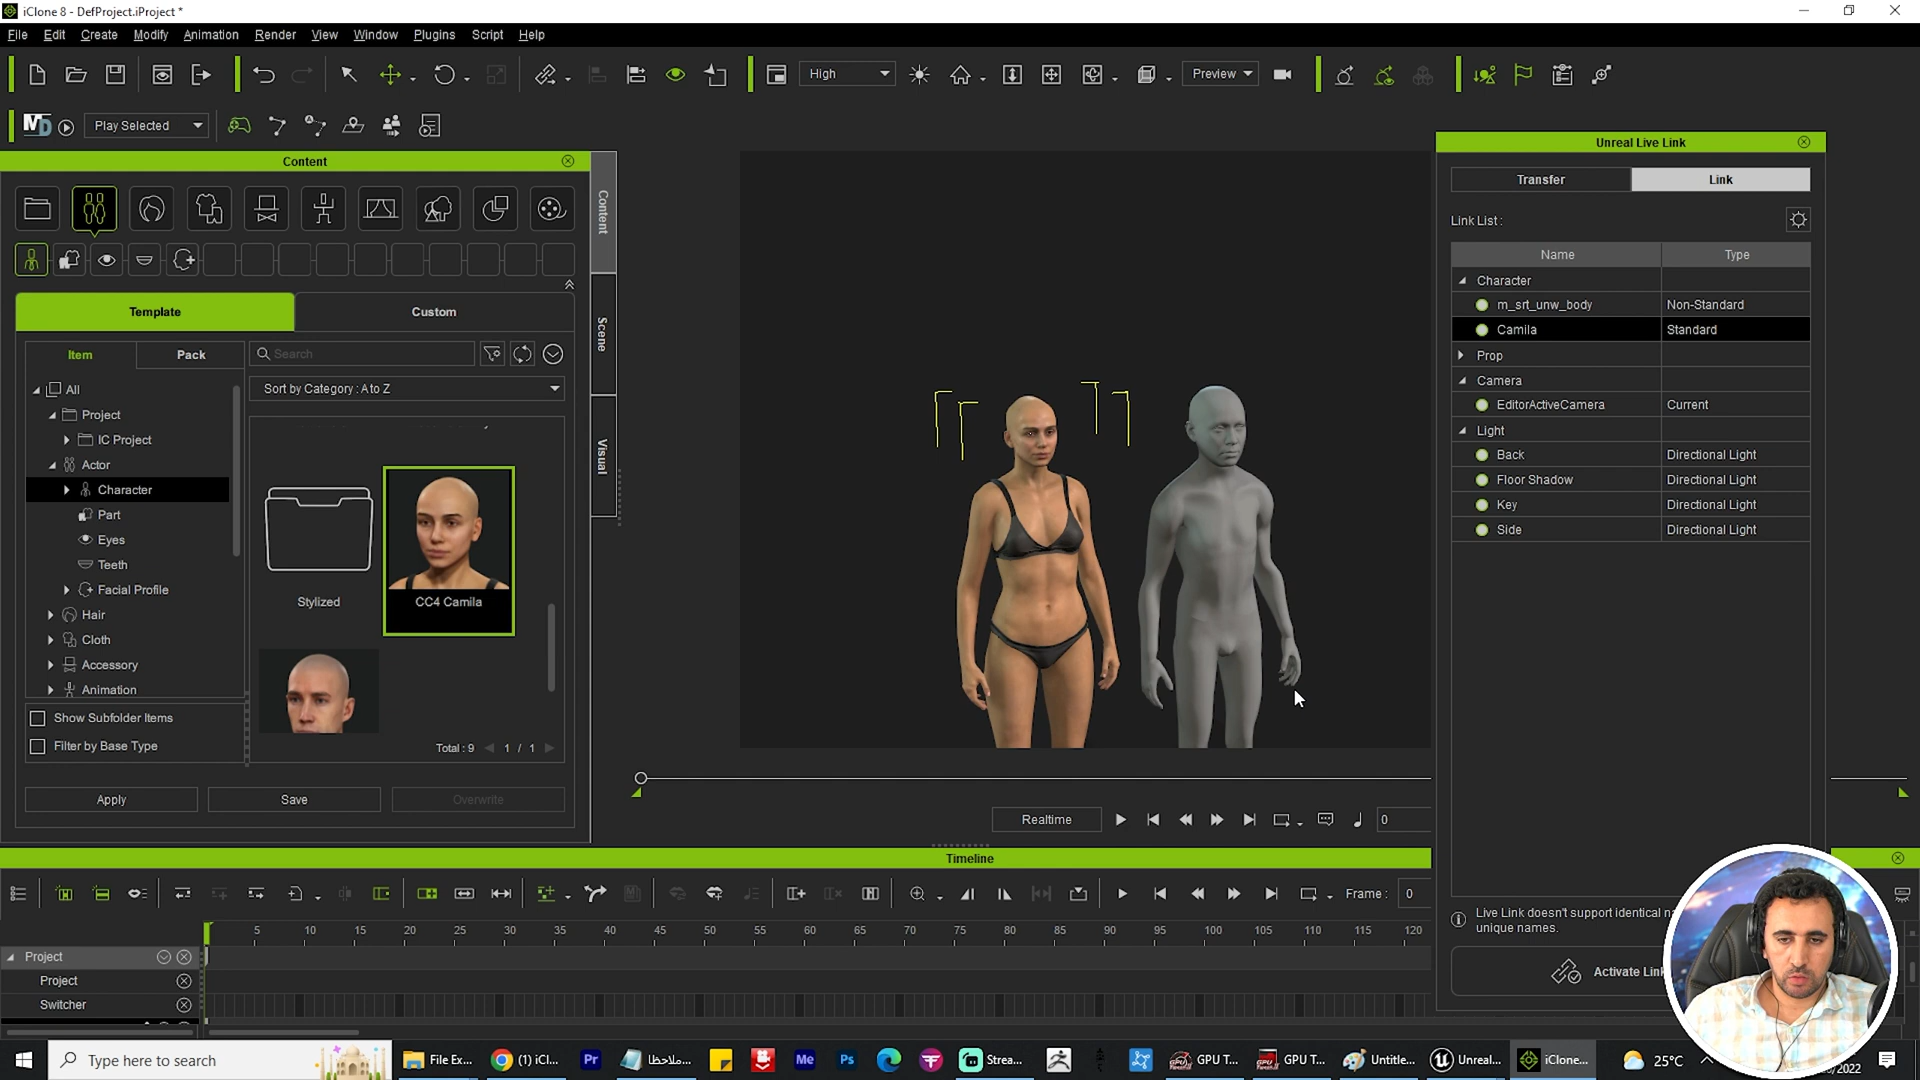 iClone 8 - DefProject.iProject *
File Edit Create Modify Animation Render View Window Plugins Script Help
High Preview
MD Play Selected
Content
Unreal Live Link
Transfer Link
Link List :
Name Type
Character
m_srt_unw_body Non-Standard
Camila Standard
Prop
Camera
EditorActiveCamera Current
Light
Back Directional Light
Floor Shadow Directional Light
Key Directional Light
Side Directional Light
Content
Scene
Visual
Template Custom
Item Pack Search
Sort by Category : A to Z
All
Project
IC Project
Actor
Character
Part
Eyes
Teeth
Facial Profile
Hair
Cloth
Accessory
Animation
Stylized CC4 Camila
Show Subfolder Items
Filter by Base Type
Total : 9 1 / 1
Apply Save Overwrite
Realtime 0
Timeline
Frame : 0
5 10 15 20 25 30 35 40 45 50 55 60 65 70 75 80 85 90 95 100 105 110 115 120
Project
Project
Switcher
Live Link doesn't support identical
unique names.
Activate Link
Type here to search
File Ex... (1) iCl... Pr ملاحظا... Me Ps Strea... GPU T... GPU T... Untitle... Unreal... iClone... 25°C
/2022